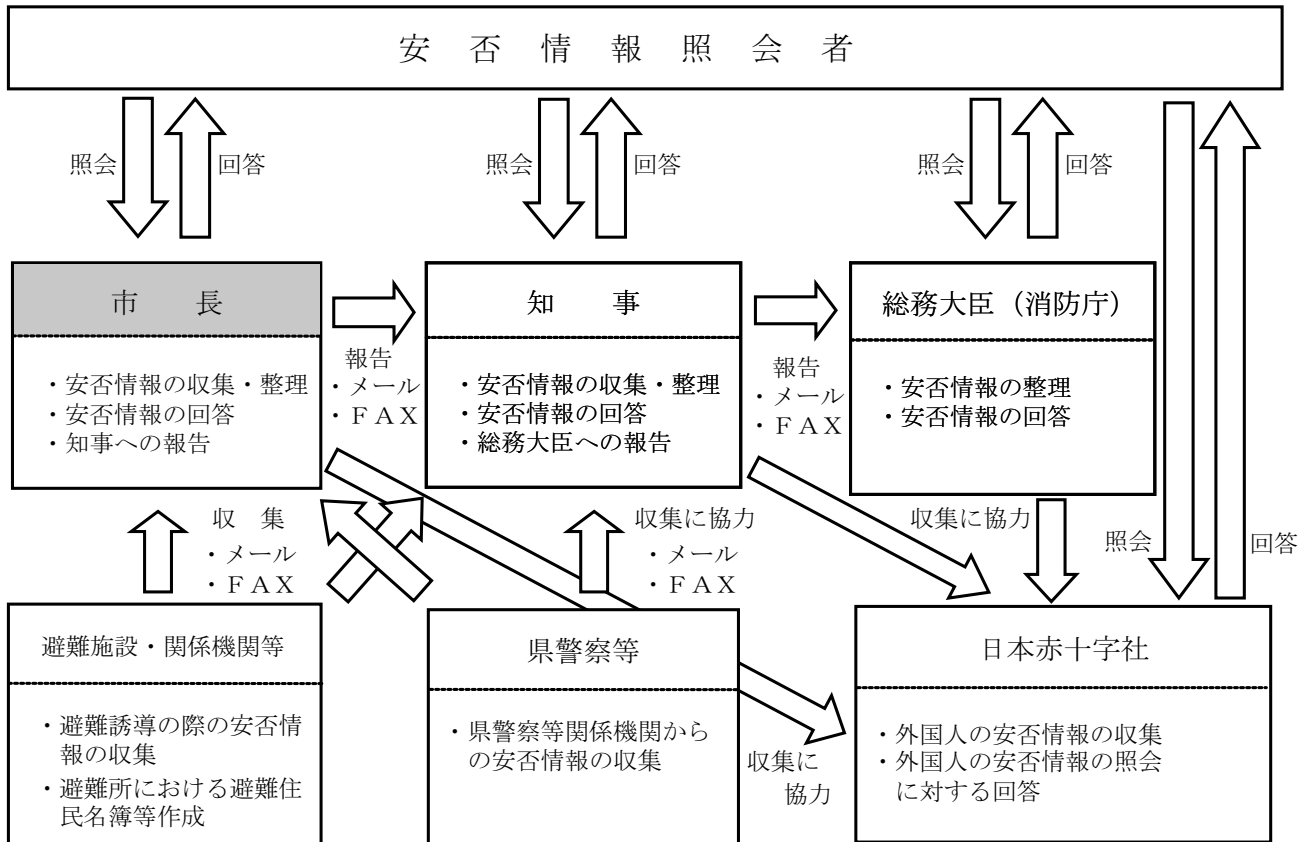 安否情報照会者
照会
回答
照会
回答
照会
回答
市長
・安否情報の収集・整理
・安否情報の回答
・知事への報告
報告
・メール
・ＦＡＸ
知事
・安否情報の収集・整理
・安否情報の回答
・総務大臣への報告
報告
・メール
・ＦＡＸ
総務大臣（消防庁）
・安否情報の整理
・安否情報の回答
収集
・メール
・ＦＡＸ
収集に協力
・メール
・ＦＡＸ
収集に協力
照会
回答
避難施設・関係機関等
・避難誘導の際の安否情
報の収集
・避難所における避難住
民名簿等作成
県警察等
・県警察等関係機関から
の安否情報の収集
収集に
協力
日本赤十字社
・外国人の安否情報の収集
・外国人の安否情報の照会
に対する回答